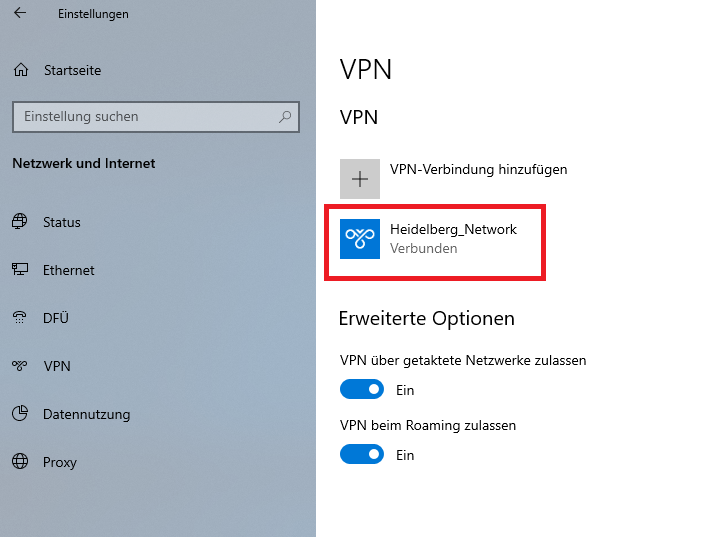 Einstellungen
Startseite
Einstellung suchen
Netzwerk und Internet
Status
Ethernet
DFÜ
VPN
Datennutzung
Proxy
VPN
VPN
VPN-Verbindung hinzufügen
Heidelberg_Network
Verbunden
Erweiterte Optionen
VPN über getaktete Netzwerke zulassen
Ein
VPN beim Roaming zulassen
Ein